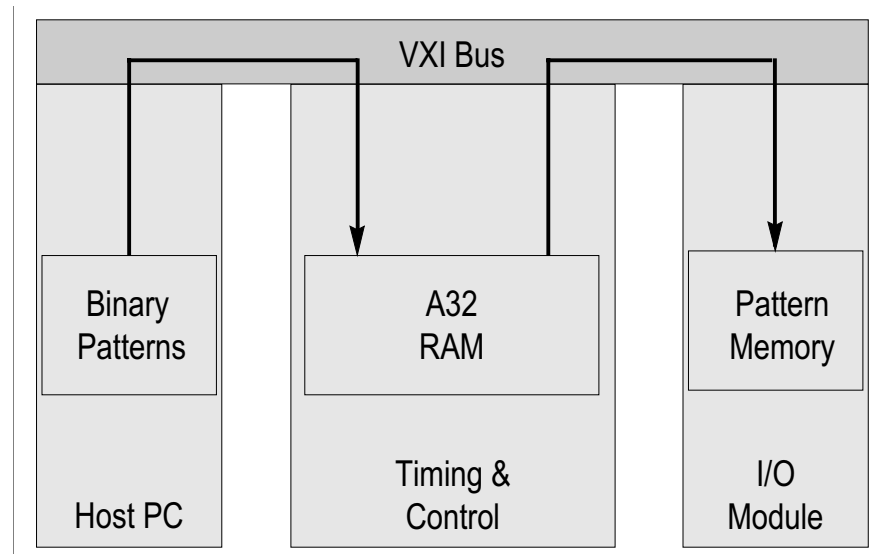 VXI Bus
Binary
Patterns
A32
RAM
Pattern
Memory
Host PC
Timing &
Control
I/O
Module